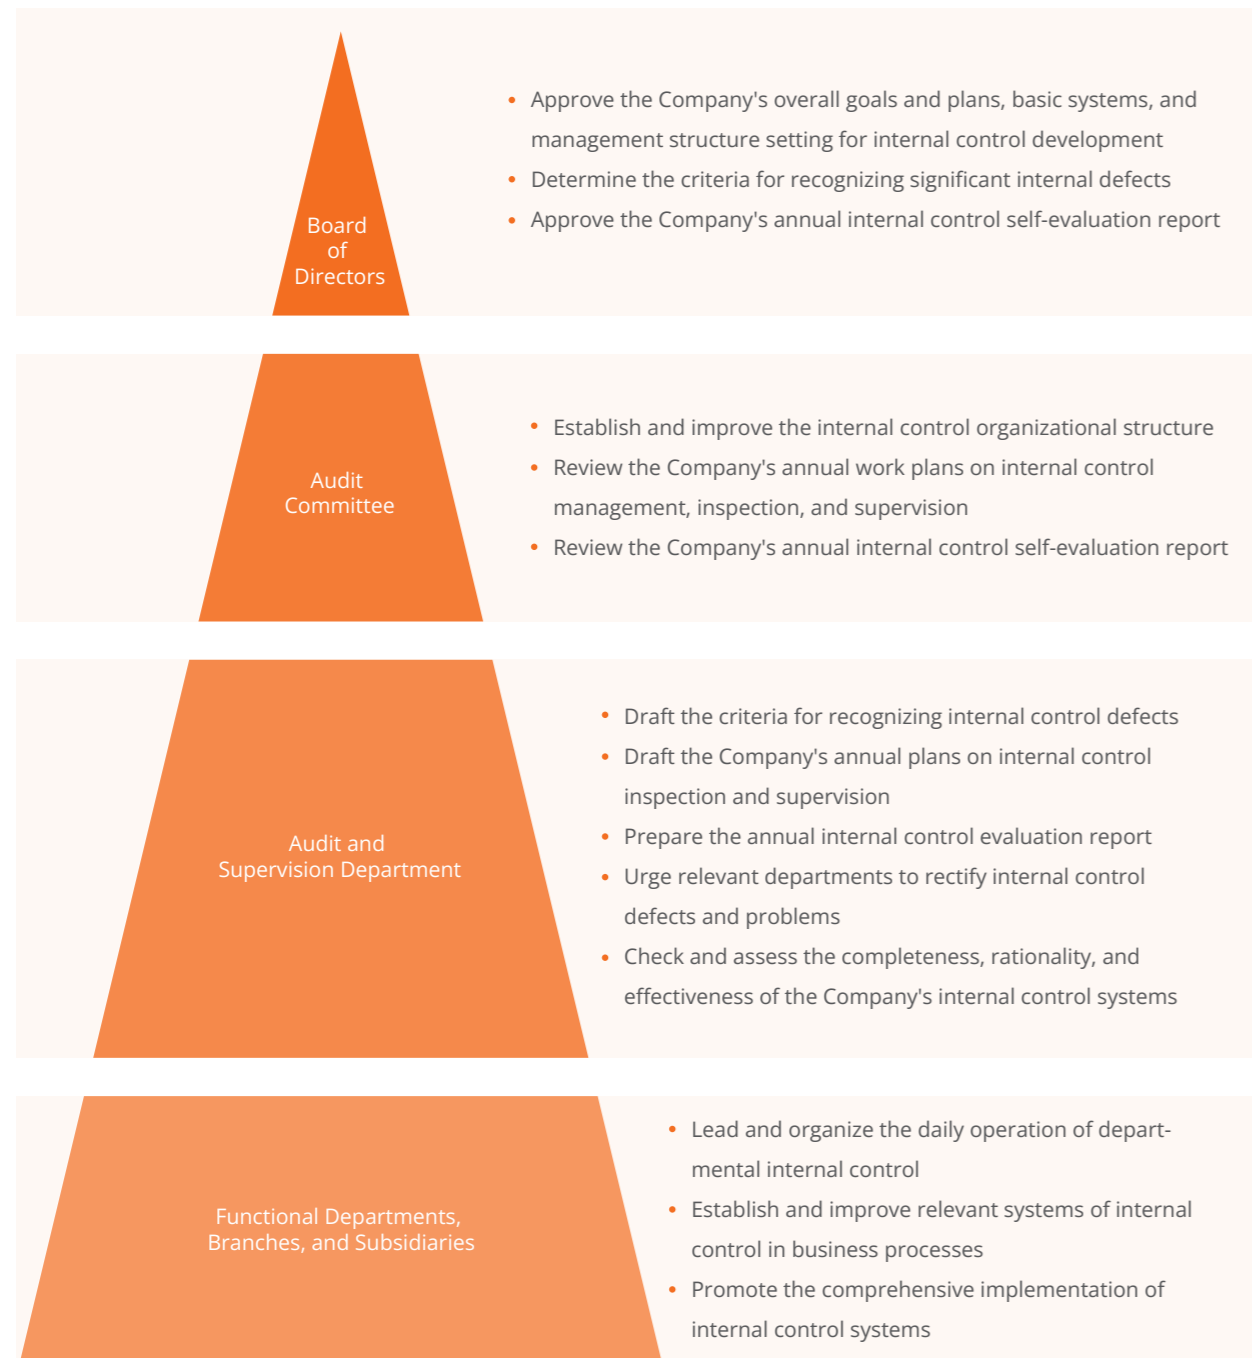 Board
of
Directors
• Approve the Company's overall goals and plans, basic systems, and
management structure setting for internal control development
• Determine the criteria for recognizing significant internal defects
• Approve the Company's annual internal control self-evaluation report
Audit
Committee
• Establish and improve the internal control organizational structure
• Review the Company's annual work plans on internal control
management, inspection, and supervision
• Review the Company's annual internal control self-evaluation report
Audit and
Supervision Department
• Draft the criteria for recognizing internal control defects
• Draft the Company's annual plans on internal control
inspection and supervision
• Prepare the annual internal control evaluation report
• Urge relevant departments to rectify internal control
defects and problems
• Check and assess the completeness, rationality, and
effectiveness of the Company's internal control systems
Functional Departments,
Branches, and Subsidiaries
• Lead and organize the daily operation of depart-
mental internal control
• Establish and improve relevant systems of internal
control in business processes
• Promote the comprehensive implementation of
internal control systems